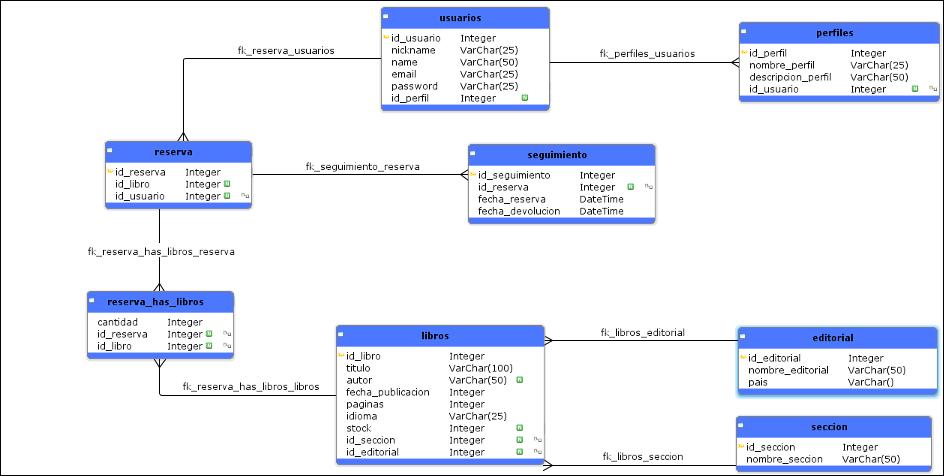 usuarios
id_usuario Integer
nickname VarChar(25)
name VarChar(50)
email VarChar(25)
password VarChar(25)
id_perfil Integer N
perfiles
id_perfil Integer
nombre_perfil VarChar(25)
descripcion_perfil VarChar(50)
id_usuario Integer N
fk_reserva_usuarios
fk_perfiles_usuarios
reserva
id_reserva Integer
id_libro Integer N
id_usuario Integer N
fk_seguimiento_reserva
seguimiento
id_seguimiento Integer
id_reserva Integer N
fecha_reserva DateTime
fecha_devolucion DateTime
fk_reserva_has_libros_reserva
reserva_has_libros
cantidad Integer
id_reserva Integer N
id_libro Integer N
fk_reserva_has_libros_libros
libros
id_libro Integer
titulo VarChar(100)
autor VarChar(50) N
fecha_publicacion Integer
paginas Integer
idioma VarChar(25)
stock Integer N
id_seccion Integer N
id_editorial Integer N
fk_libros_editorial
editorial
id_editorial Integer
nombre_editorial VarChar(50)
pais VarChar()
fk_libros_seccion
seccion
id_seccion Integer
nombre_seccion VarChar(50)